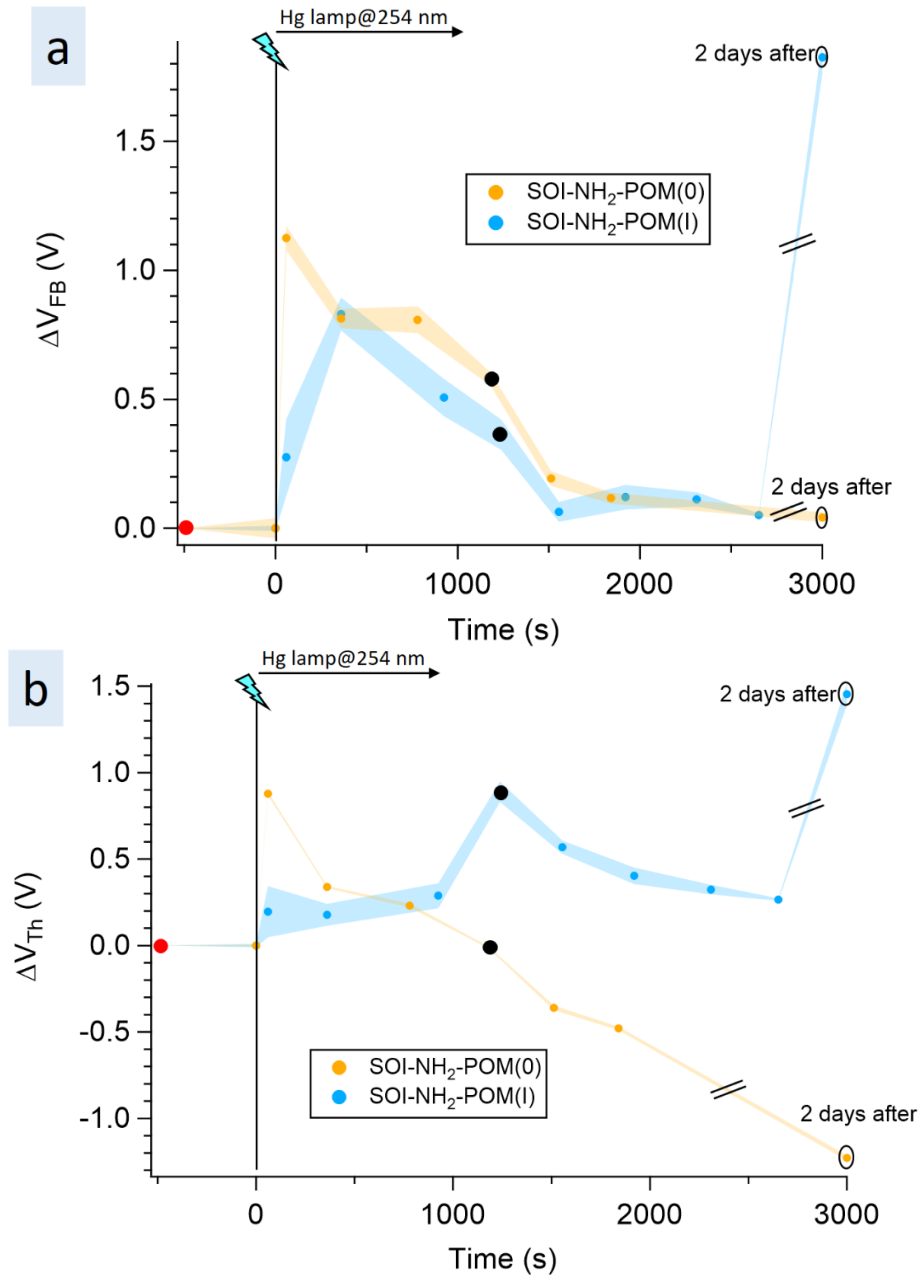 a
Hg lamp@254 nm
2 days after
1.5
1.0
0.5
0.0
ΔV_FB (V)
SOI-NH₂-POM(0)
SOI-NH₂-POM(I)
2 days after
0
1000
2000
3000
Time (s)
b
Hg lamp@254 nm
2 days after
1.5
1.0
0.5
0.0
-0.5
-1.0
ΔV_Th (V)
SOI-NH₂-POM(0)
SOI-NH₂-POM(I)
2 days after
0
1000
2000
3000
Time (s)